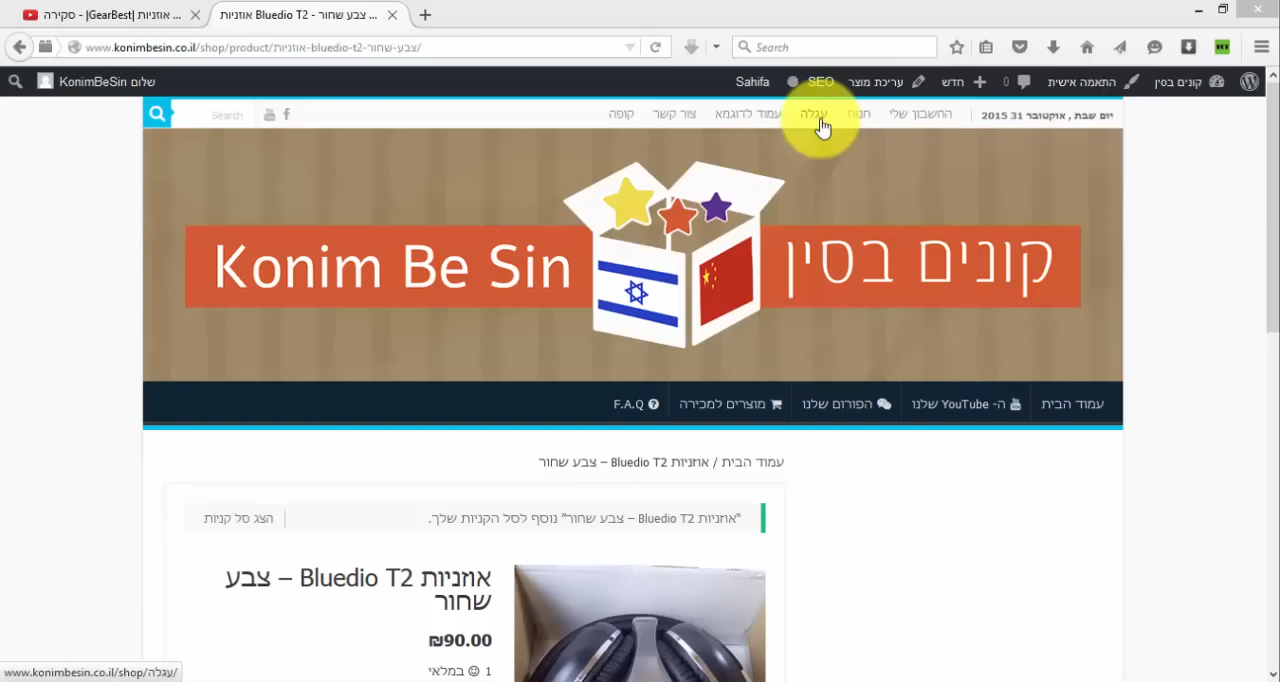 אוזניות |GearBest| - סקירה ...
אוזניות Bluedio T2 - צבע שחור ...
www.konimbesin.co.il/shop/product/אוזניות-bluedio-t2-צבע-שחור/
Search
שלום KonimBeSin
Sahifa
SEO
עריכת מוצר
חדש
0
התאמה אישית
קונים בסין
Search
קופה
צור קשר
עמוד לדוגמא
עגלה
חנות
החשבון שלי
יום שבת , אוקטובר 31 2015
Konim Be Sin
קונים בסין
עמוד הבית
ה- YouTube שלנו
הפורום שלנו
מוצרים למכירה
F.A.Q
עמוד הבית / אוזניות Bluedio T2 – צבע שחור
"אוזניות Bluedio T2 – צבע שחור" נוסף לסל הקניות שלך.
הצג סל קניות
אוזניות Bluedio T2 – צבע
שחור
₪90.00
1 ☺ במלאי
www.konimbesin.co.il/shop/עגלה/